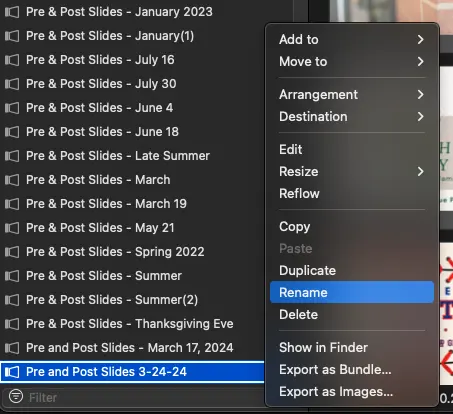 Pre & Post Slides - January 2023
Pre & Post Slides - January(1)
Pre & Post Slides - July 16
Pre & Post Slides - July 30
Pre & Post Slides - June 4
Pre & Post Slides - June 18
Pre & Post Slides - Late Summer
Pre & Post Slides - March
Pre & Post Slides - March 19
Pre & Post Slides - May 21
Pre & Post Slides - Spring 2022
Pre & Post Slides - Summer
Pre & Post Slides - Summer(2)
Pre & Post Slides - Thanksgiving Eve
Pre and Post Slides - March 17, 2024
Pre and Post Slides 3-24-24
Filter
Add to
Move to
Arrangement
Destination
Edit
Resize
Reflow
Copy
Paste
Duplicate
Rename
Delete
Show in Finder
Export as Bundle...
Export as Images...